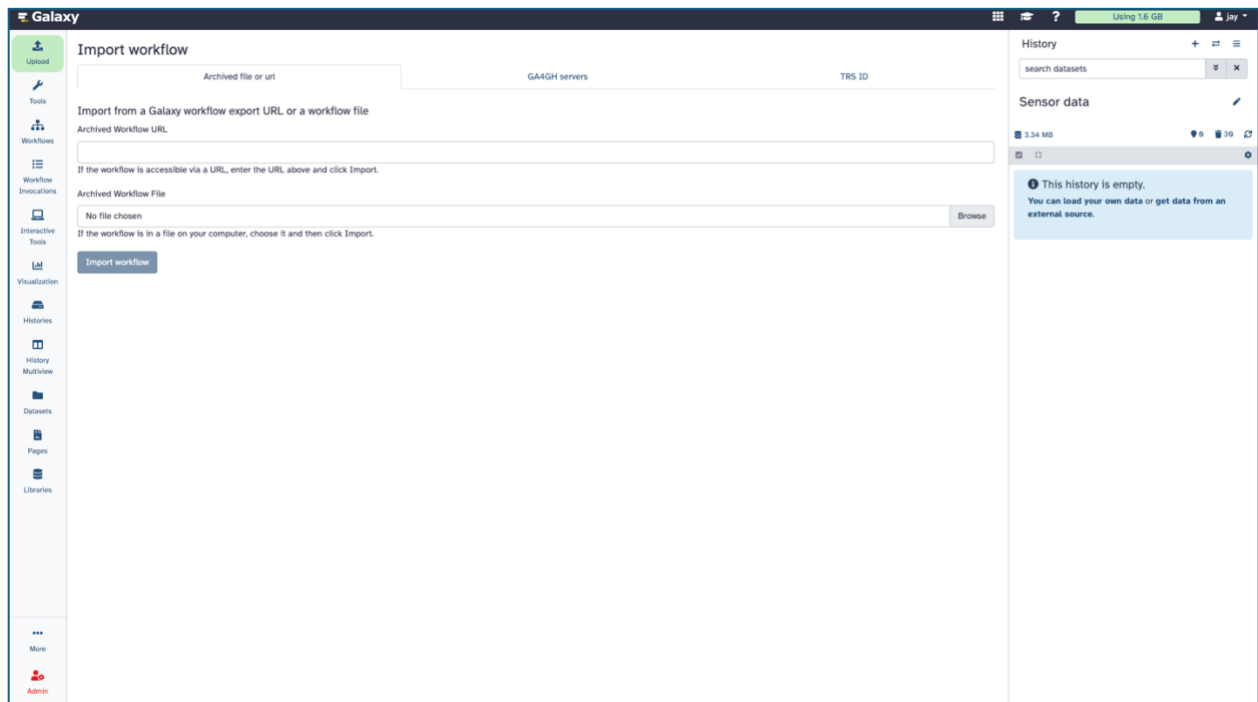 Galaxy
?
Using 1.6 GB
jay
Upload
Tools
Workflows
Workflow
Invocations
Interactive
Tools
Visualization
Histories
History
Multiview
Datasets
Pages
Libraries
More
Admin
Import workflow
Archived file or url
GA4GH servers
TRS ID
Import from a Galaxy workflow export URL or a workflow file
Archived Workflow URL
If the workflow is accessible via a URL, enter the URL above and click Import.
Archived Workflow File
No file chosen
Browse
If the workflow is in a file on your computer, choose it and then click Import.
Import workflow
History
search datasets
Sensor data
3.34 MB
0
30
This history is empty.
You can load your own data or get data from an
external source.